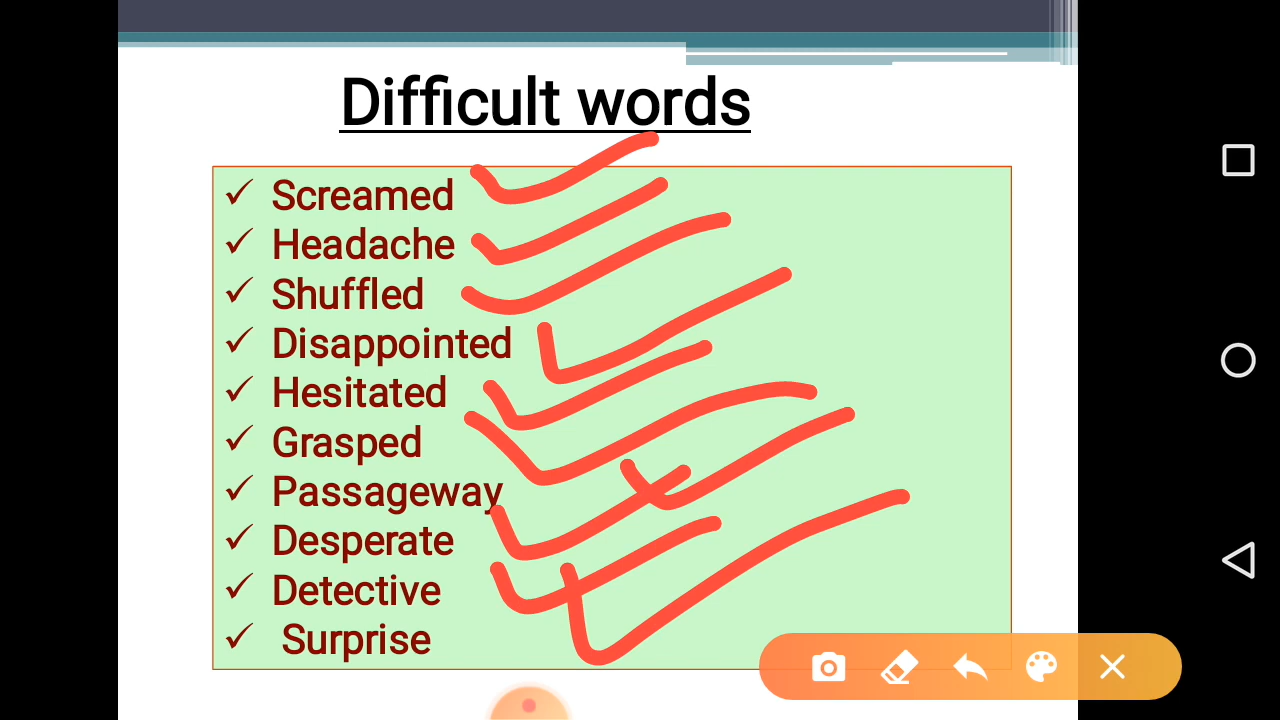 Difficult words
Screamed
Headache
Shuffled
Disappointed
Hesitated
Grasped
Passageway
Desperate
Detective
Surprise